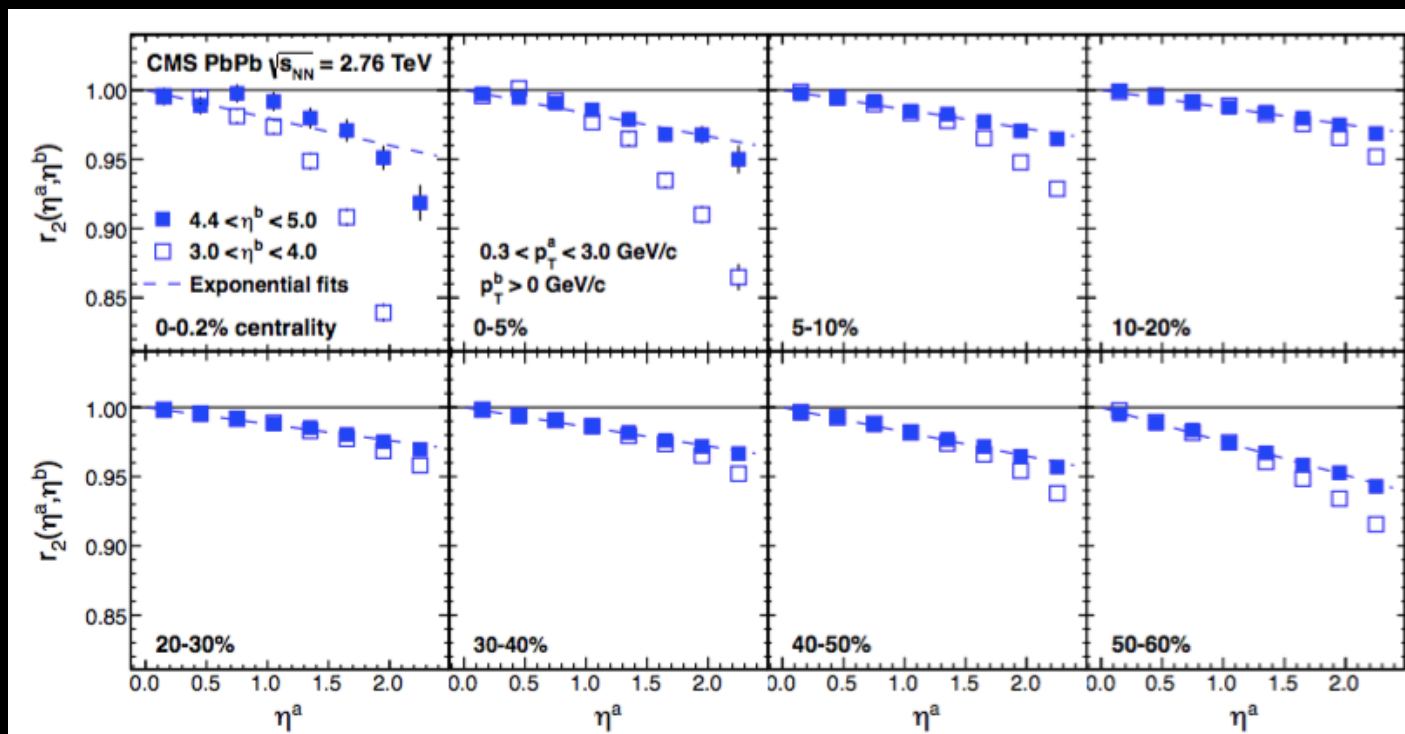 CMS PbPb √s_NN = 2.76 TeV
1.00
0.95
0.90
0.85
r₂(ηᵃ,ηᵇ)
4.4 < ηᵇ < 5.0
3.0 < ηᵇ < 4.0
Exponential fits
0-0.2% centrality
0.3 < p_T^a < 3.0 GeV/c
p_T^b > 0 GeV/c
0-5%
5-10%
10-20%
1.00
0.95
0.90
0.85
r₂(ηᵃ,ηᵇ)
20-30%
30-40%
40-50%
50-60%
0.0 0.5 1.0 1.5 2.0 0.0 0.5 1.0 1.5 2.0 0.0 0.5 1.0 1.5 2.0 0.0 0.5 1.0 1.5 2.0
ηᵃ ηᵃ ηᵃ ηᵃ